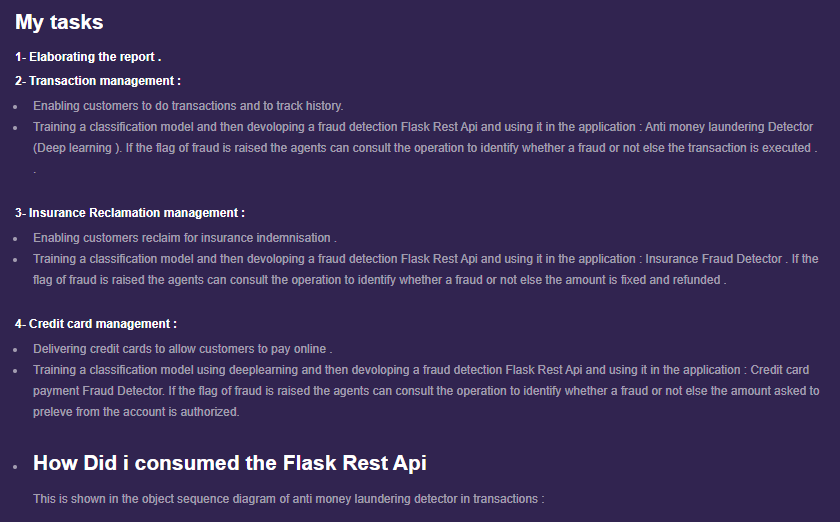 My tasks
1- Elaborating the report .
2- Transaction management :
Enabling customers to do transactions and to track history.
Training a classification model and then devoloping a fraud detection Flask Rest Api and using it in the application : Anti money laundering Detector
(Deep learning ). If the flag of fraud is raised the agents can consult the operation to identify whether a fraud or not else the transaction is executed .
.
3- Insurance Reclamation management :
Enabling customers reclaim for insurance indemnisation .
Training a classification model and then devoloping a fraud detection Flask Rest Api and using it in the application : Insurance Fraud Detector . If the
flag of fraud is raised the agents can consult the operation to identify whether a fraud or not else the amount is fixed and refunded .
4- Credit card management :
Delivering credit cards to allow customers to pay online .
Training a classification model using deeplearning and then devoloping a fraud detection Flask Rest Api and using it in the application : Credit card
payment Fraud Detector. If the flag of fraud is raised the agents can consult the operation to identify whether a fraud or not else the amount asked to
preleve from the account is authorized.
How Did i consumed the Flask Rest Api
This is shown in the object sequence diagram of anti money laundering detector in transactions :